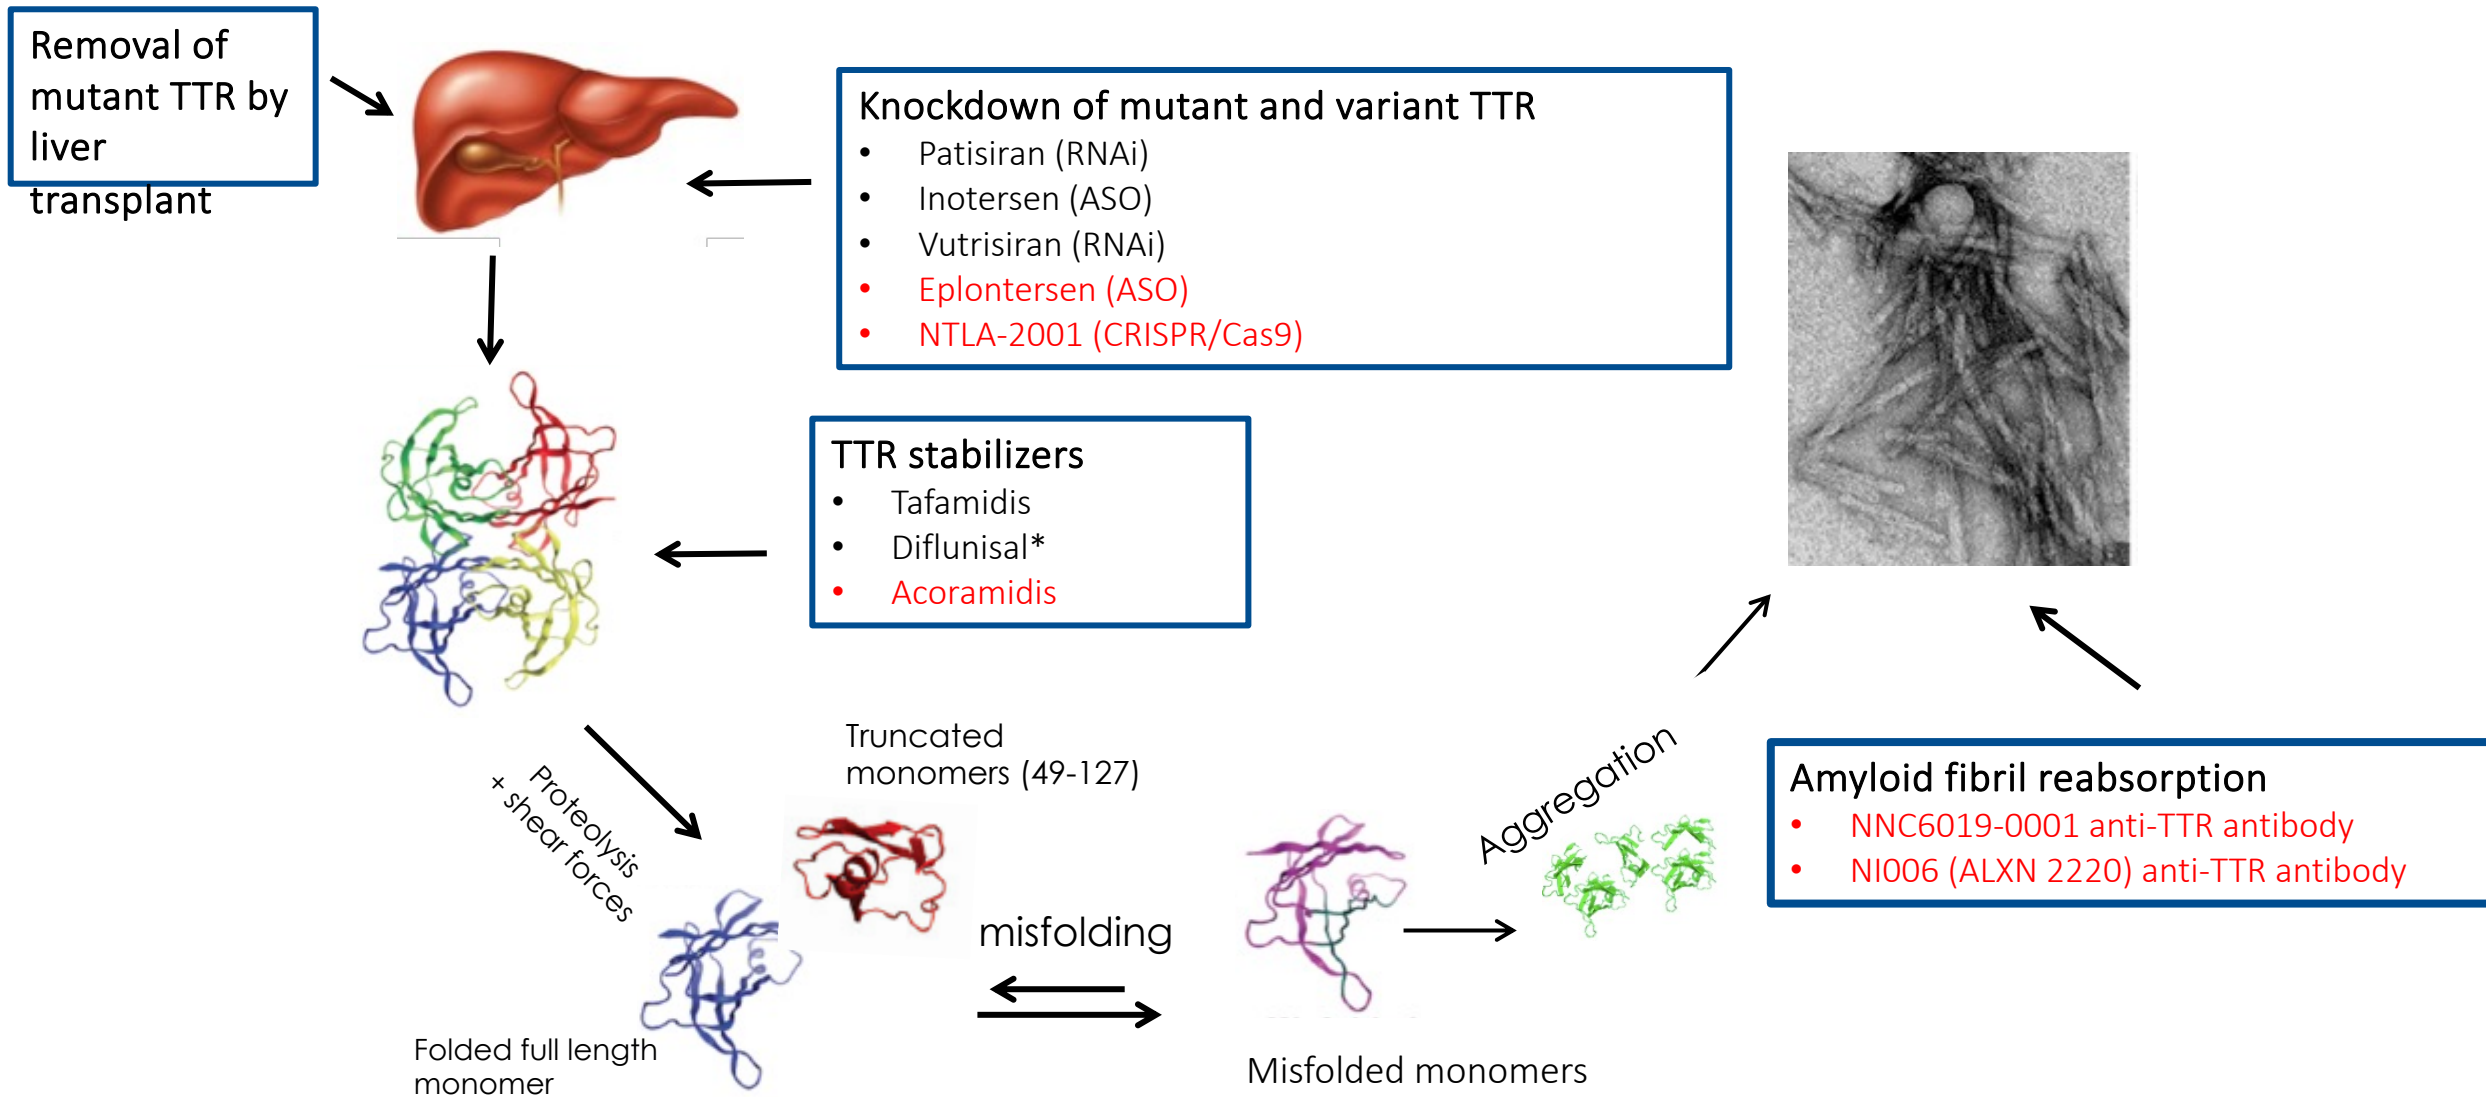 Removal of
mutant TTR by
liver
transplant
Knockdown of mutant and variant TTR
• Patisiran (RNAi)
• Inotersen (ASO)
• Vutrisiran (RNAi)
• Eplontersen (ASO)
• NTLA-2001 (CRISPR/Cas9)
TTR stabilizers
• Tafamidis
• Diflunisal*
• Acoramidis
Truncated
monomers (49-127)
Proteolysis
+ shear forces
Folded full length
monomer
misfolding
Misfolded monomers
Aggregation
Amyloid fibril reabsorption
• NNC6019-0001 anti-TTR antibody
• NI006 (ALXN 2220) anti-TTR antibody